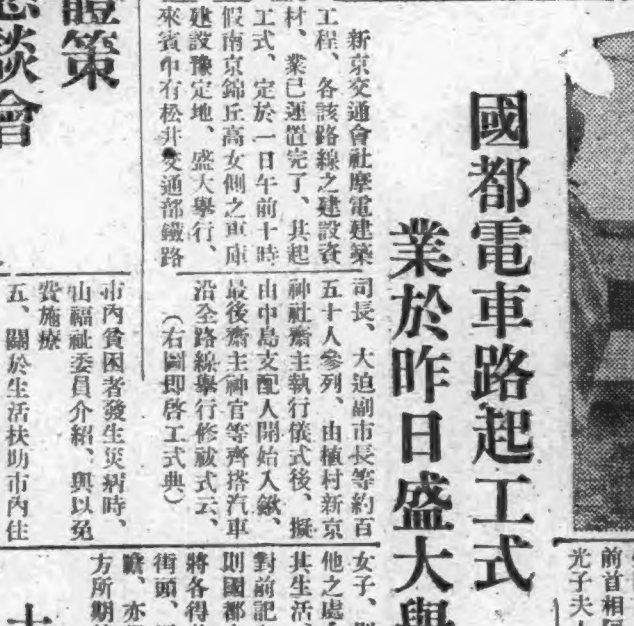 國都電車路起工式
業於昨日盛大舉
新京交通會社摩電建築
工程、各該路線之建設資
材、業已運置完了、其起
工式、定於一日午前十時
假南京錦丘高女側之車庫
建設豫定地、盛大舉行、
來賓中有松井交通部鐵路
司長、大迫副市長等約百
五十人參列、由植村新京
神社齋主執行儀式後、擬
由中島支配人開始入鍬、
最後齋主神官等齊搭汽車
沿全路線舉行修祓式云、
（右圖即啓工式典）
體策
談會
市內貧困者發生災病時、
由福祉委員介紹、與以免
費施療
五、關於生活扶助市內住
女子、
他之處
其生活
對前記
則國都
將各得
街頭、
瞻、亦
方所期
前首相
光子夫人